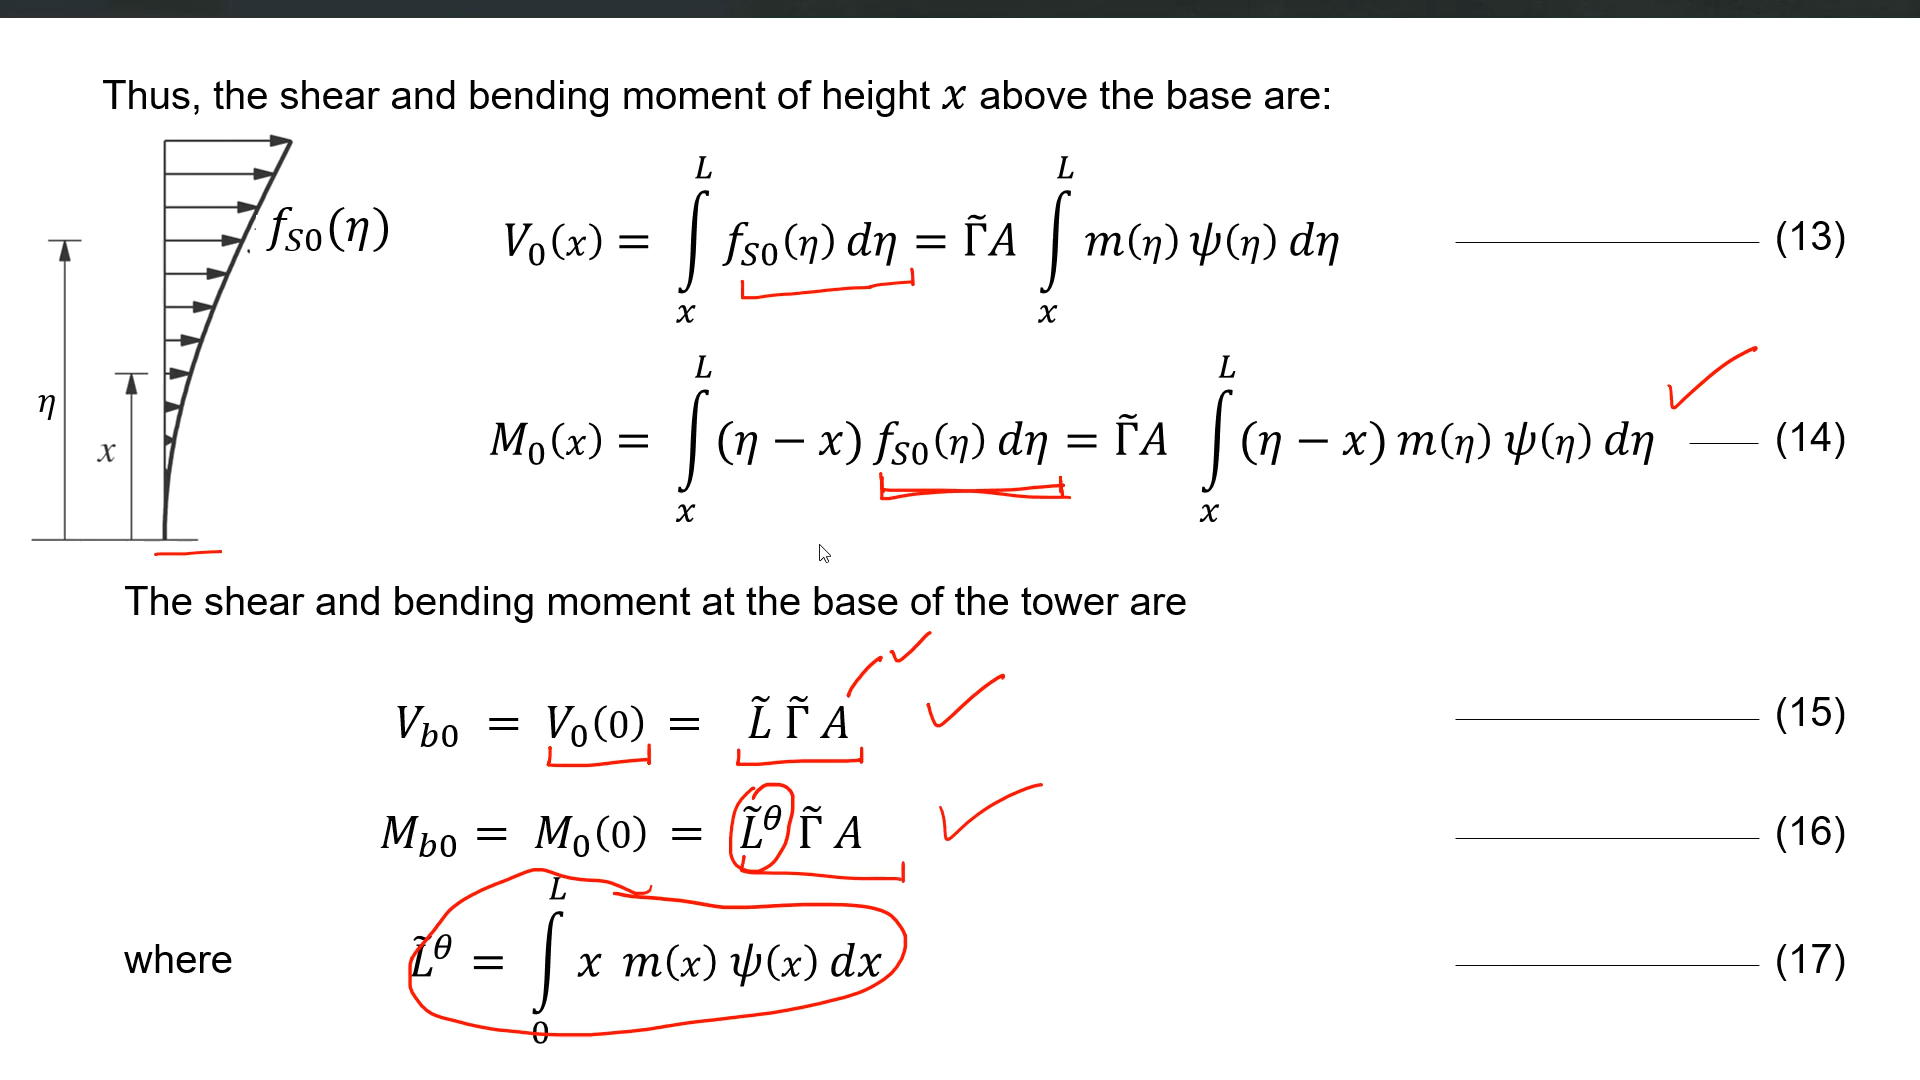 Thus, the shear and bending moment of height x above the base are:
f_{S0}(η)
V_0(x) = ∫_x^L f_{S0}(η) dη = Γ̃A ∫_x^L m(η) ψ(η) dη (13)
η
x
M_0(x) = ∫_x^L (η − x) f_{S0}(η) dη = Γ̃A ∫_x^L (η − x) m(η) ψ(η) dη (14)
The shear and bending moment at the base of the tower are
V_{b0} = V_0(0) = L̃ Γ̃ A (15)
M_{b0} = M_0(0) = L̃^θ Γ̃ A (16)
where L̃^θ = ∫_0^L x m(x) ψ(x) dx (17)